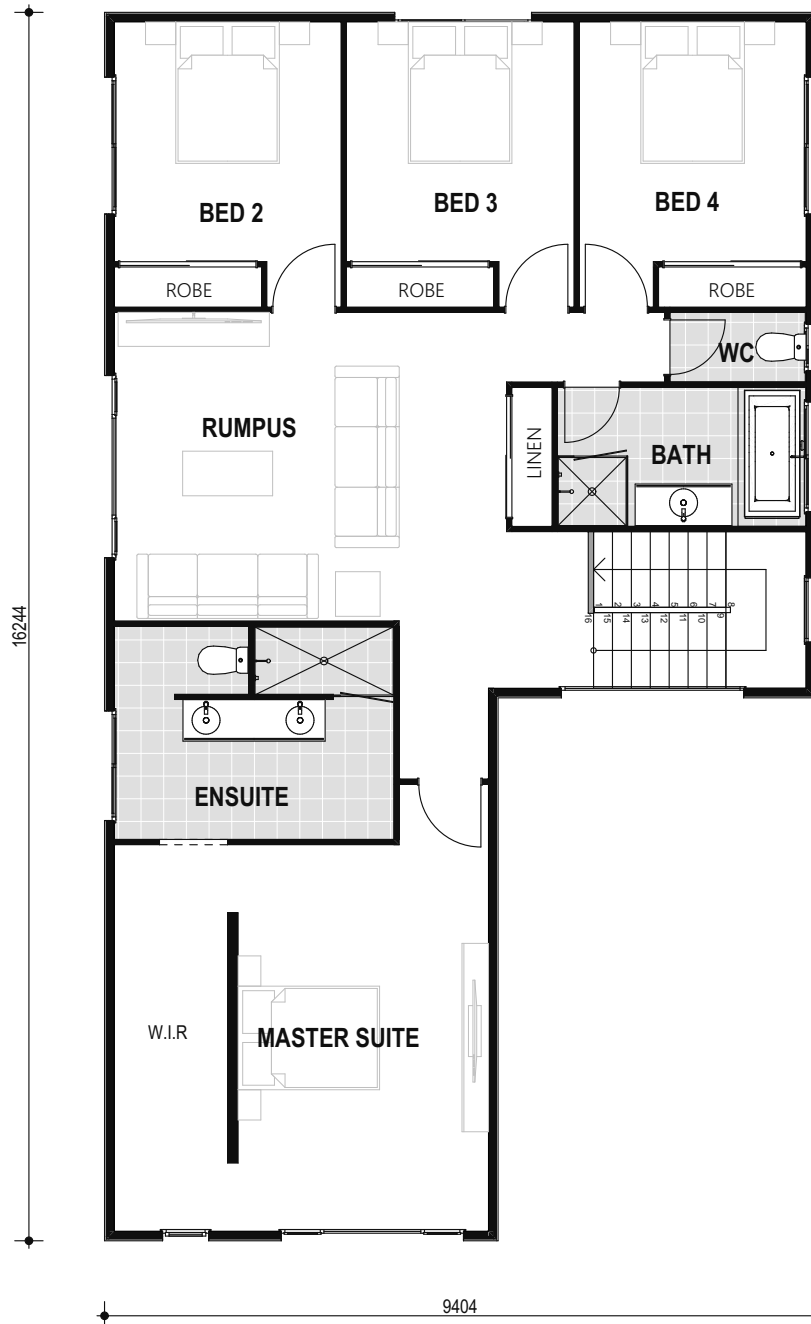 BED 2
BED 3
BED 4
ROBE
ROBE
ROBE
WC
RUMPUS
LINEN
BATH
16244
1
2
3
4
5
6
7
8
16
15
14
13
12
11
10
9
ENSUITE
W.I.R
MASTER SUITE
9404